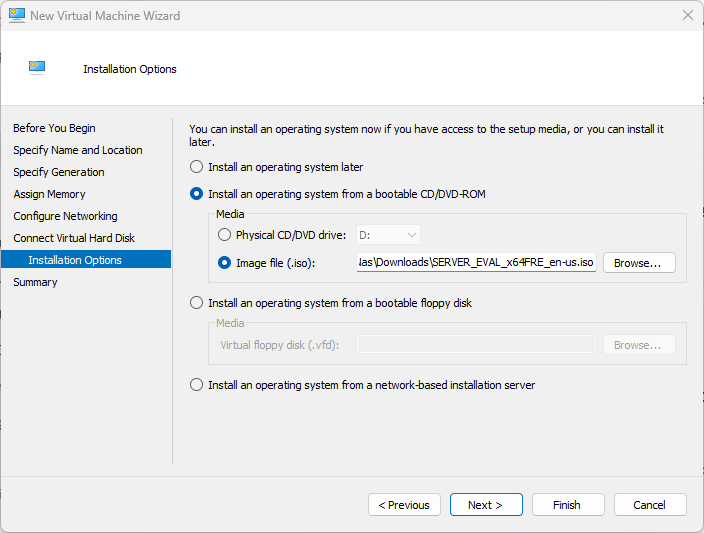 New Virtual Machine Wizard
Installation Options
Before You Begin
Specify Name and Location
Specify Generation
Assign Memory
Configure Networking
Connect Virtual Hard Disk
Installation Options
Summary
You can install an operating system now if you have access to the setup media, or you can install it
later.
Install an operating system later
Install an operating system from a bootable CD/DVD-ROM
Media
Physical CD/DVD drive: D:
Image file (.iso): \Downloads\SERVER_EVAL_x64FRE_en-us.iso Browse...
Install an operating system from a bootable floppy disk
Media
Virtual floppy disk (.vfd): Browse...
Install an operating system from a network-based installation server
< Previous Next > Finish Cancel